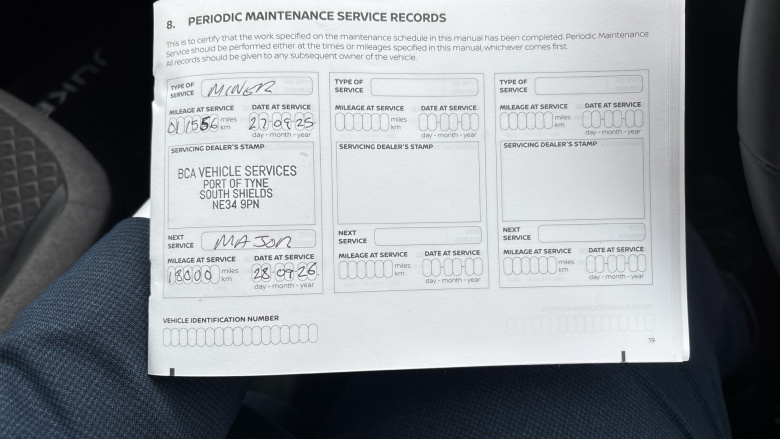 JUKE
8. PERIODIC MAINTENANCE SERVICE RECORDS
This is to certify that the work specified on the maintenance schedule in this manual has been completed. Periodic Maintenance
Service should be performed either at the times or mileages specified in this manual, whichever comes first.
All records should be given to any subsequent owner of the vehicle.
TYPE OF SERVICE MINER
MILEAGE AT SERVICE DATE AT SERVICE
011556 miles km 27-09-25
day - month - year
SERVICING DEALER'S STAMP
BCA VEHICLE SERVICES
PORT OF TYNE
SOUTH SHIELDS
NE34 9PN
NEXT SERVICE MAJOR
MILEAGE AT SERVICE DATE AT SERVICE
18000 miles km 28-09-26
day - month - year
TYPE OF SERVICE
MILEAGE AT SERVICE DATE AT SERVICE
miles km
day - month - year
SERVICING DEALER'S STAMP
NEXT SERVICE
MILEAGE AT SERVICE DATE AT SERVICE
miles km
day - month - year
TYPE OF SERVICE
MILEAGE AT SERVICE DATE AT SERVICE
miles km
day - month - year
SERVICING DEALER'S STAMP
NEXT SERVICE
MILEAGE AT SERVICE DATE AT SERVICE
miles km
day - month - year
VEHICLE IDENTIFICATION NUMBER
39